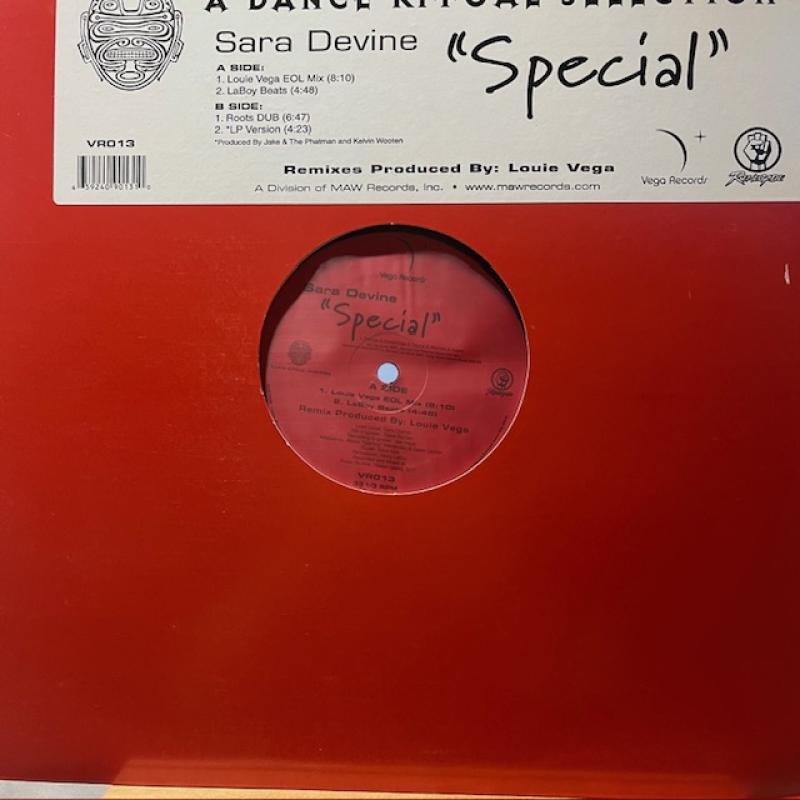 A DANCE RITUAL SELECTION
Sara Devine
"Special"
A SIDE:
1. Louie Vega EOL Mix (8:10)
2. LaBoy Beats (4:48)
B SIDE:
1. Roots DUB (6:47)
2. *LP Version (4:23)
*Produced By Jake & The Phatman and Kelvin Wooten
VR013
Remixes Produced By: Louie Vega
A Division of MAW Records, Inc. • www.mawrecords.com
Vega Records
Vega Records
Sara Devine
"Special"
A SIDE
1. Louie Vega EOL Mix (8:10)
2. LaBoy Beats (4:48)
Remix Produced By: Louie Vega
VR013
33 1/3 RPM